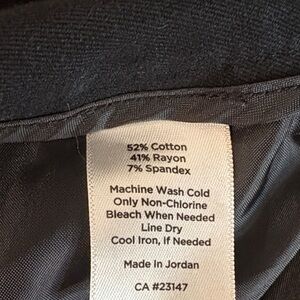 52% Cotton
41% Rayon
7% Spandex
Machine Wash Cold
Only Non-Chlorine
Bleach When Needed
Line Dry
Cool Iron, if Needed
Made In Jordan
CA #23147